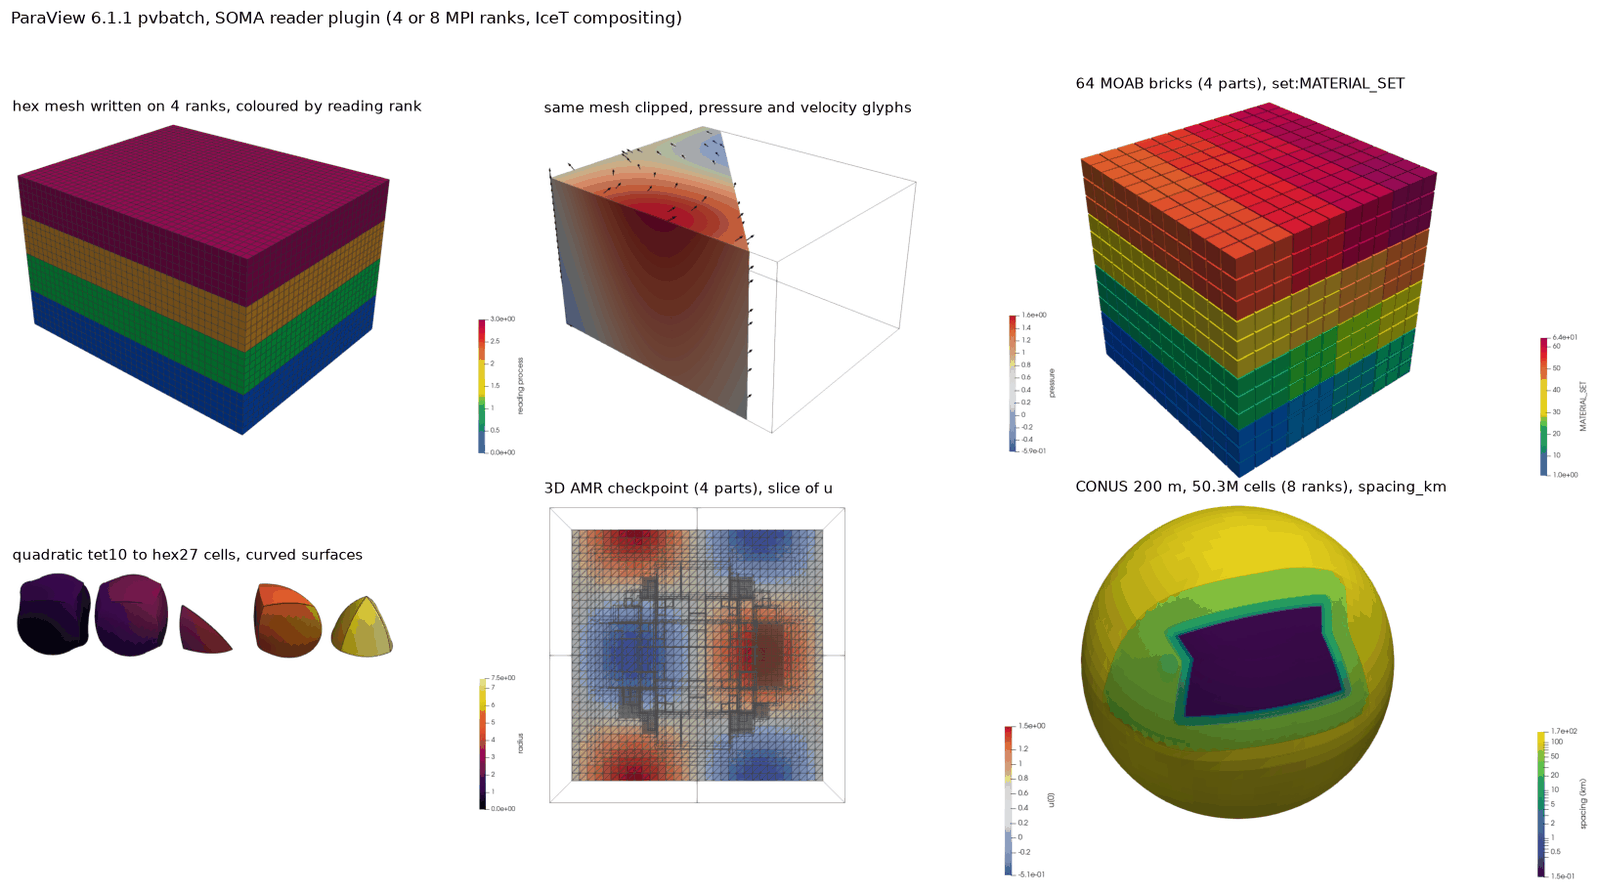 ParaView 6.1.1 pvbatch, SOMA reader plugin (4 or 8 MPI ranks, IceT compositing)
hex mesh written on 4 ranks, coloured by reading rank
3.0e+00
2.5
2
1.5
1
0.5
0.0e+00
reading process
same mesh clipped, pressure and velocity glyphs
1.6e+00
1.4
1.2
1
0.8
0.6
0.4
0.2
0
-0.2
-0.4
-5.9e-01
pressure
64 MOAB bricks (4 parts), set:MATERIAL_SET
6.4e+01
60
50
40
30
20
10
1.0e+00
MATERIAL_SET
quadratic tet10 to hex27 cells, curved surfaces
7.5e+00
7
6
5
4
3
2
1
0.0e+00
radius
3D AMR checkpoint (4 parts), slice of u
1.5e+00
1.2
1
0.8
0.6
0.4
0.2
0
-0.2
-5.1e-01
u(0)
CONUS 200 m, 50.3M cells (8 ranks), spacing_km
1.7e+02
100
50
20
10
5
2
1
0.5
1.5e-01
spacing (km)